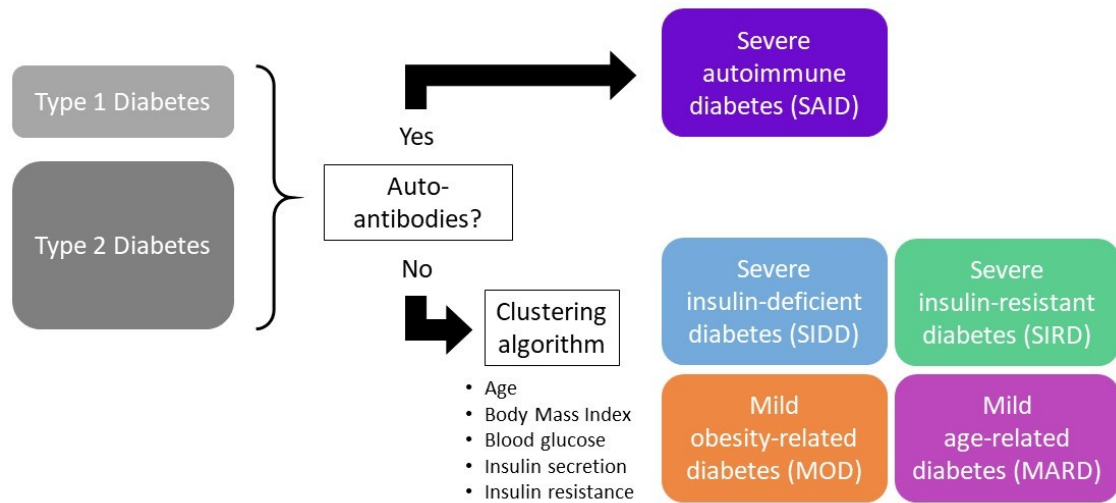 Type 1 Diabetes
Type 2 Diabetes
Yes
Auto-
antibodies?
No
Clustering
algorithm
• Age
• Body Mass Index
• Blood glucose
• Insulin secretion
• Insulin resistance
Severe
autoimmune
diabetes (SAID)
Severe
insulin-deficient
diabetes (SIDD)
Severe
insulin-resistant
diabetes (SIRD)
Mild
obesity-related
diabetes (MOD)
Mild
age-related
diabetes (MARD)